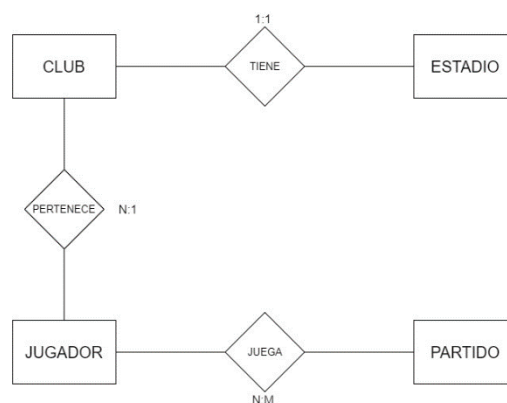 1:1
CLUB
TIENE
ESTADIO
PERTENECE
N:1
JUGADOR
JUEGA
PARTIDO
N:M